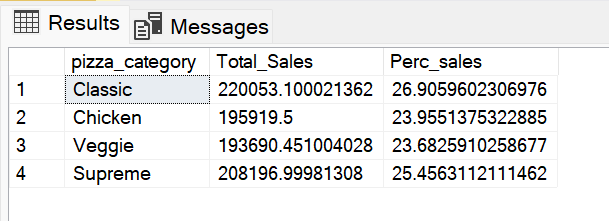 Results Messages
pizza_category Total_Sales Perc_sales
1 Classic 220053.100021362 26.9059602306976
2 Chicken 195919.5 23.9551375322885
3 Veggie 193690.451004028 23.6825910258677
4 Supreme 208196.99981308 25.4563112111462